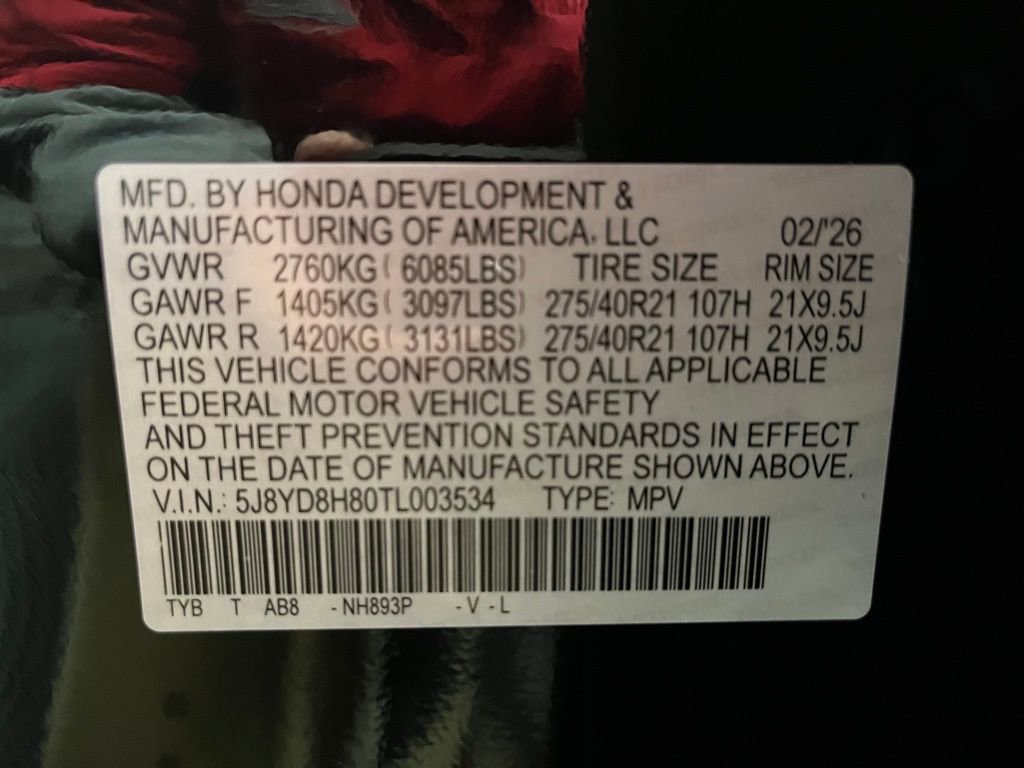 MFD. BY HONDA DEVELOPMENT &
MANUFACTURING OF AMERICA, LLC 02/'26
GVWR 2760KG ( 6085LBS) TIRE SIZE RIM SIZE
GAWR F 1405KG ( 3097LBS) 275/40R21 107H 21X9.5J
GAWR R 1420KG ( 3131LBS) 275/40R21 107H 21X9.5J
THIS VEHICLE CONFORMS TO ALL APPLICABLE
FEDERAL MOTOR VEHICLE SAFETY
AND THEFT PREVENTION STANDARDS IN EFFECT
ON THE DATE OF MANUFACTURE SHOWN ABOVE.
V.I.N.: 5J8YD8H80TL003534 TYPE: MPV
TYB T AB8 -NH893P -V -L